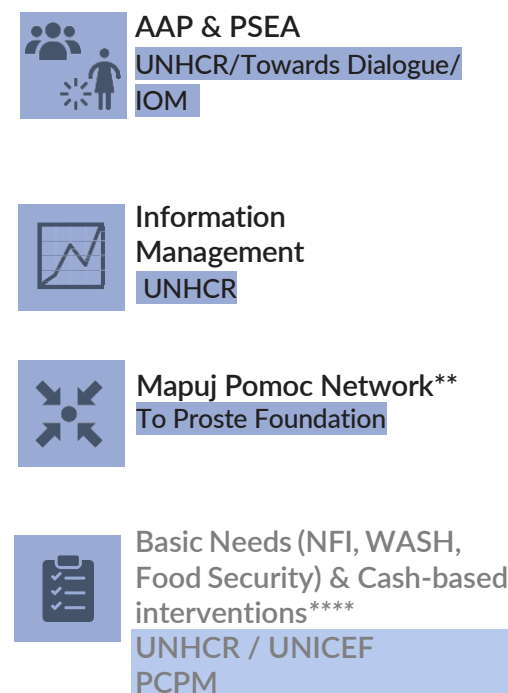 AAP & PSEA
UNHCR/Towards Dialogue/
IOM
Information
Management
UNHCR
Mapuj Pomoc Network**
To Proste Foundation
Basic Needs (NFI, WASH,
Food Security) & Cash-based
interventions****
UNHCR / UNICEF
PCPM